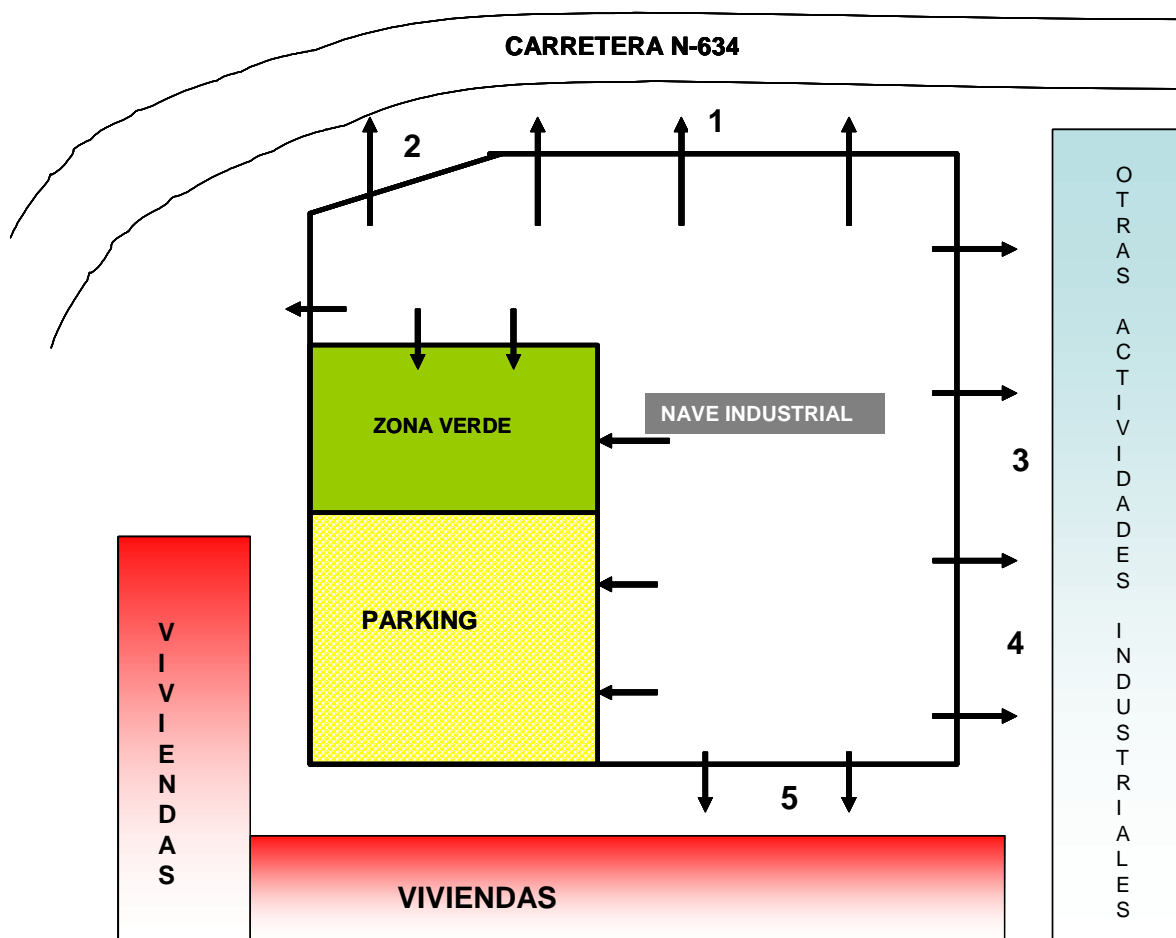 CARRETERA N-634
1
2
OTRAS ACTIVIDADES INDUSTRIALES
NAVE INDUSTRIAL
ZONA VERDE
3
PARKING
VIVIENDAS
4
5
VIVIENDAS